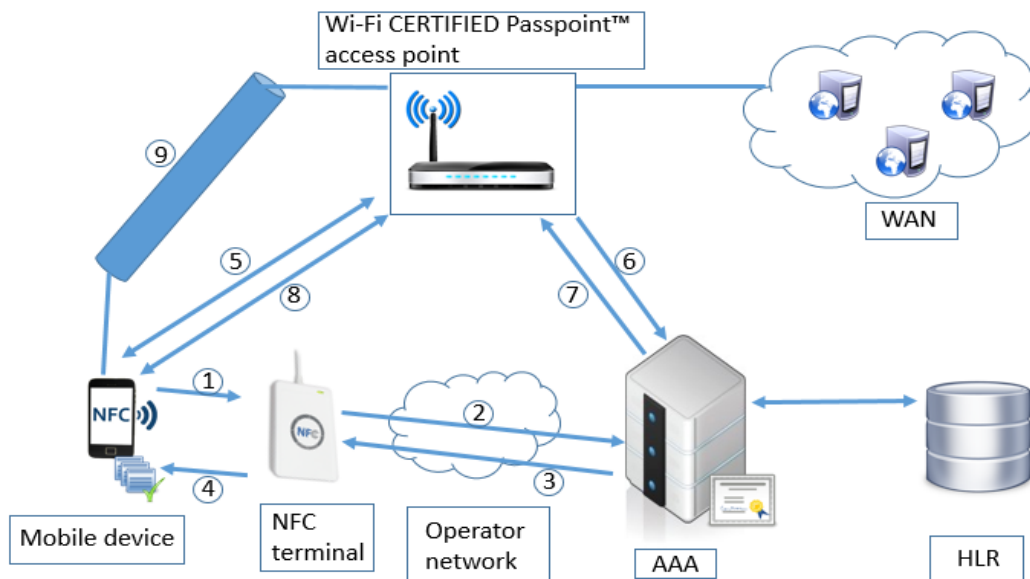 Wi-Fi CERTIFIED Passpoint™
access point
9
WAN
5
6
8
7
1
NFC
2
NFC
3
4
Mobile device
NFC
terminal
Operator
network
AAA
HLR